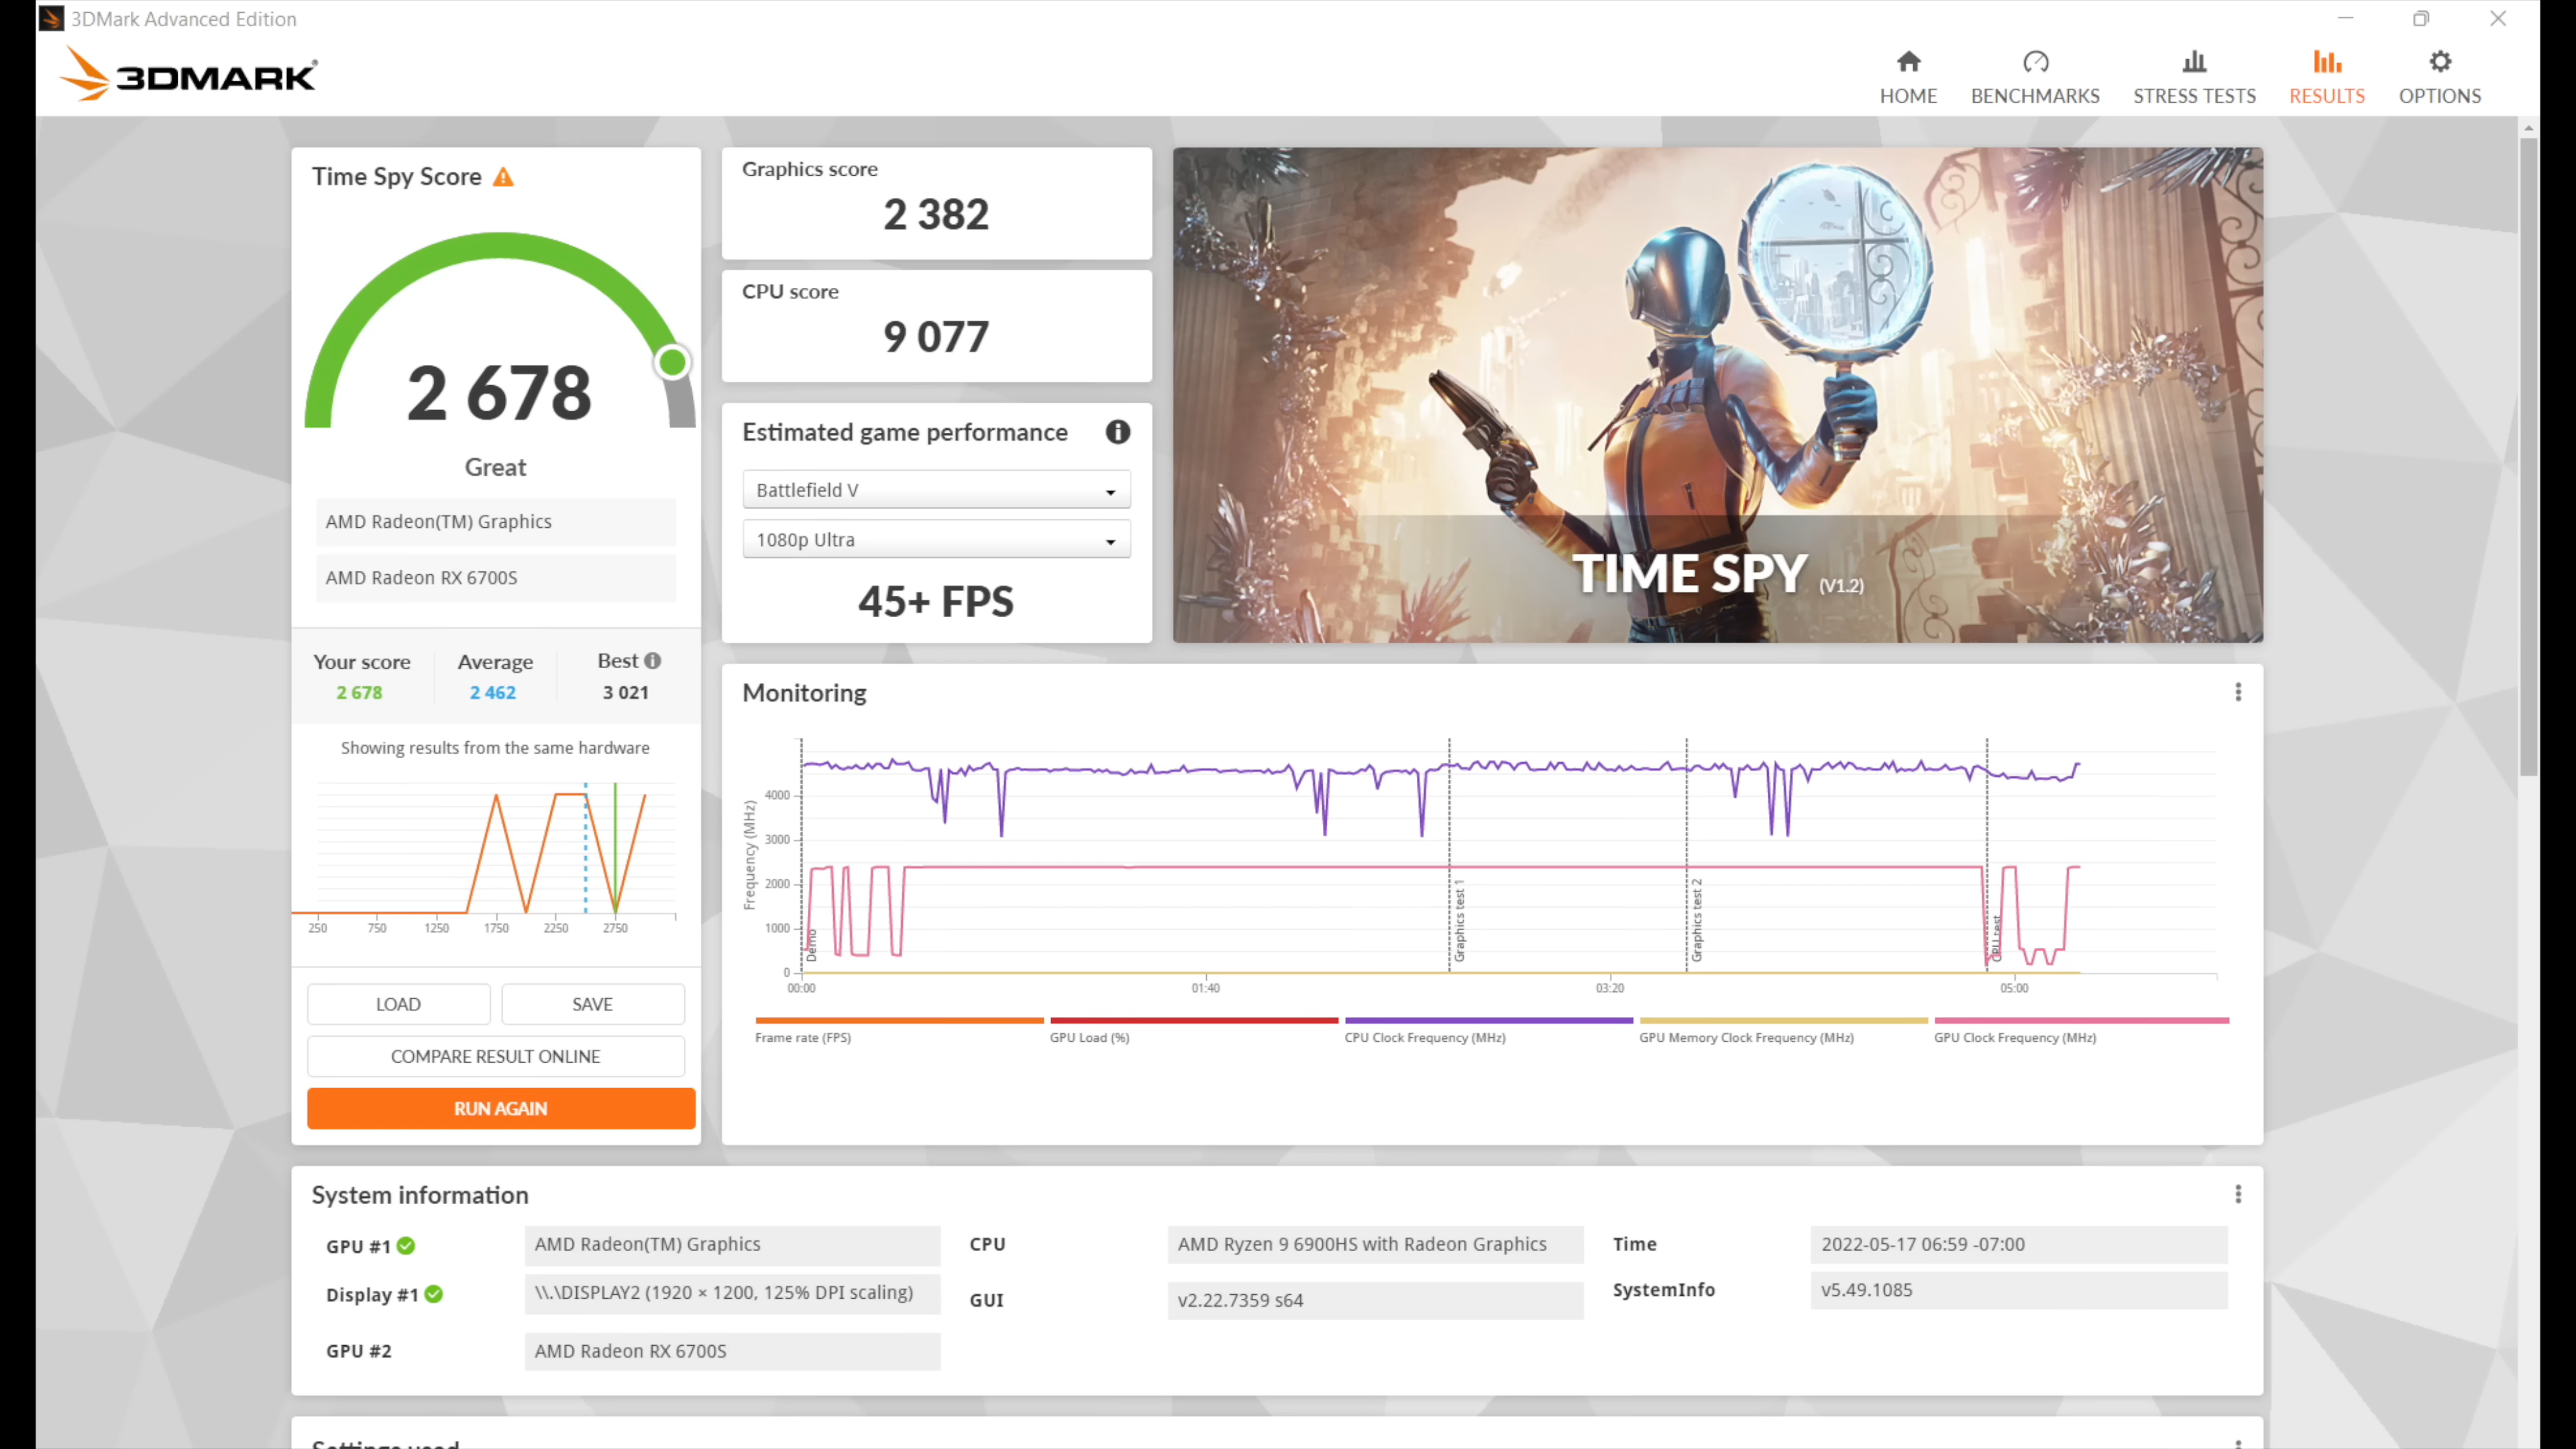 3DMark Advanced Edition
3DMARK®
HOME
BENCHMARKS
STRESS TESTS
RESULTS
OPTIONS
Time Spy Score
2 678
Great
AMD Radeon(TM) Graphics
AMD Radeon RX 6700S
Your score
Average
Best
2 678
2 462
3 021
Showing results from the same hardware
250 750 1250 1750 2250 2750
LOAD
SAVE
COMPARE RESULT ONLINE
RUN AGAIN
Graphics score
2 382
CPU score
9 077
Estimated game performance
Battlefield V
1080p Ultra
45+ FPS
TIME SPY (V1.2)
Monitoring
Frequency (MHz)
4000
3000
2000
1000
0
Demo
Graphics test 1
Graphics test 2
CPU test
00:00 01:40 03:20 05:00
Frame rate (FPS)
GPU Load (%)
CPU Clock Frequency (MHz)
GPU Memory Clock Frequency (MHz)
GPU Clock Frequency (MHz)
System information
GPU #1
AMD Radeon(TM) Graphics
Display #1
\\.\DISPLAY2 (1920 × 1200, 125% DPI scaling)
GPU #2
AMD Radeon RX 6700S
CPU
AMD Ryzen 9 6900HS with Radeon Graphics
GUI
v2.22.7359 s64
Time
2022-05-17 06:59 -07:00
SystemInfo
v5.49.1085
Settings used